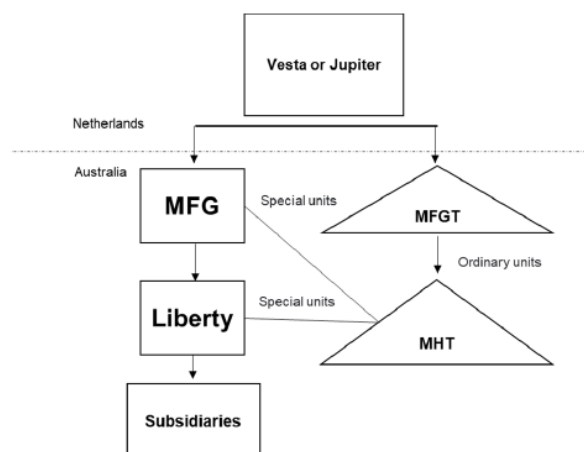 Vesta or Jupiter
Netherlands
Australia
MFG
Special units
MFGT
Ordinary units
Liberty
Special units
MHT
Subsidiaries